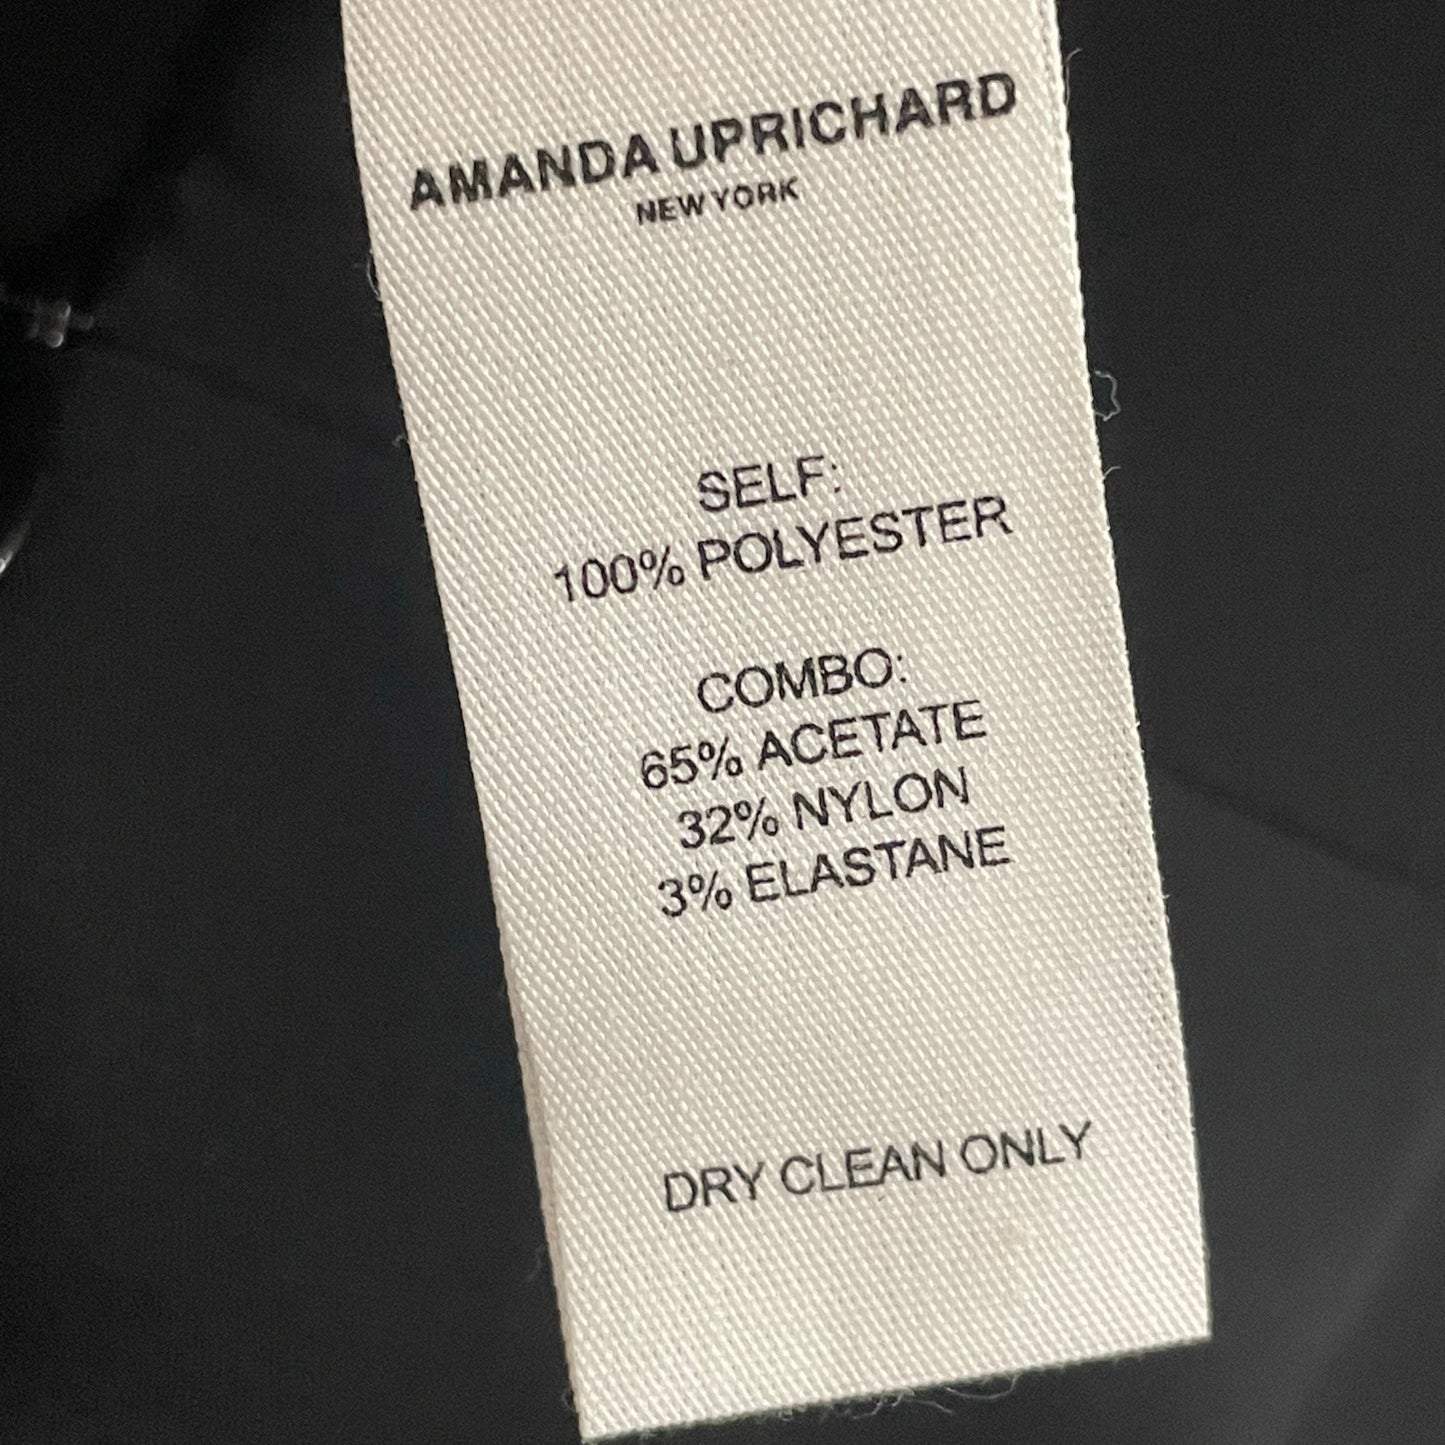 AMANDA UPRICHARD
NEW YORK
SELF:
100% POLYESTER
COMBO:
65% ACETATE
32% NYLON
3% ELASTANE
DRY CLEAN ONLY